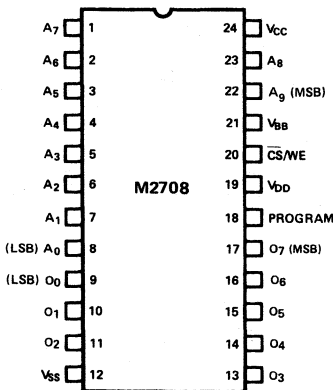 A7 1 24 VCC
A6 2 23 A8
A5 3 22 A9 (MSB)
A4 4 21 VBB
A3 5 20 CS/WE
A2 6 19 VDD
M2708
A1 7 18 PROGRAM
(LSB) A0 8 17 O7 (MSB)
(LSB) O0 9 16 O6
O1 10 15 O5
O2 11 14 O4
VSS 12 13 O3